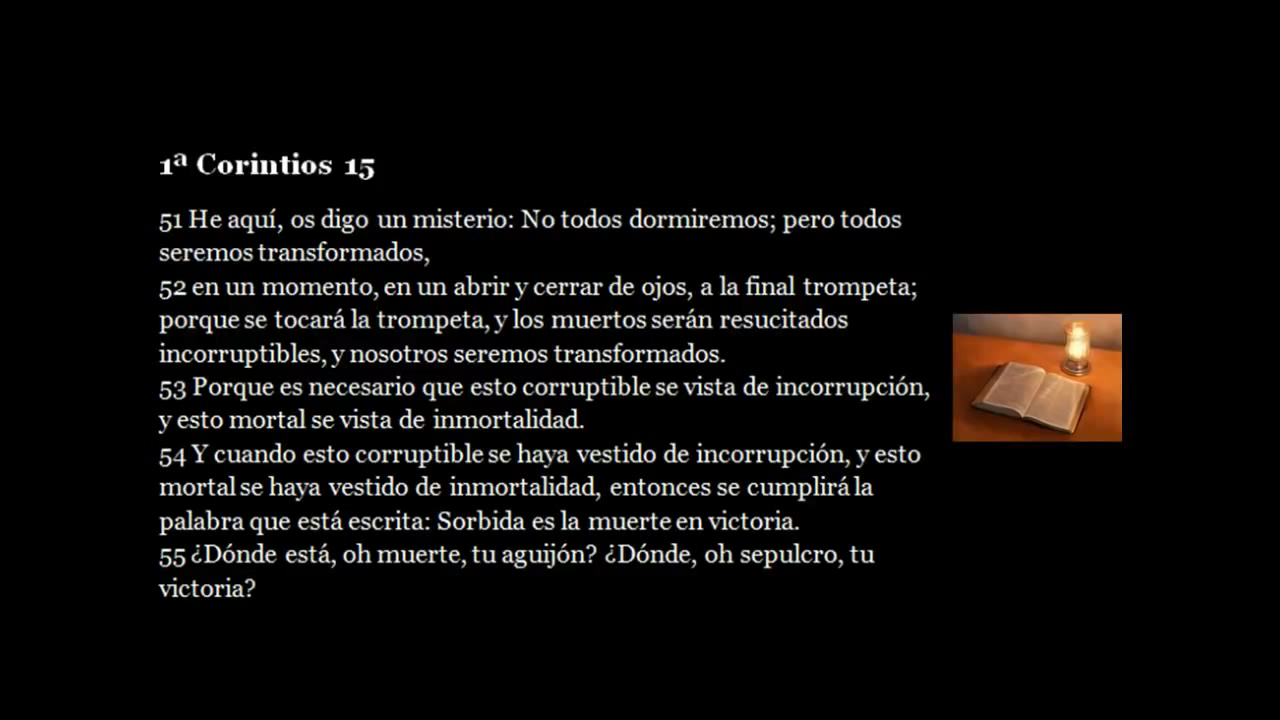 1ª Corintios 15
51 He aquí, os digo un misterio: No todos dormiremos; pero todos
seremos transformados,
52 en un momento, en un abrir y cerrar de ojos, a la final trompeta;
porque se tocará la trompeta, y los muertos serán resucitados
incorruptibles, y nosotros seremos transformados.
53 Porque es necesario que esto corruptible se vista de incorrupción,
y esto mortal se vista de inmortalidad.
54 Y cuando esto corruptible se haya vestido de incorrupción, y esto
mortal se haya vestido de inmortalidad, entonces se cumplirá la
palabra que está escrita: Sorbida es la muerte en victoria.
55 ¿Dónde está, oh muerte, tu aguijón? ¿Dónde, oh sepulcro, tu
victoria?